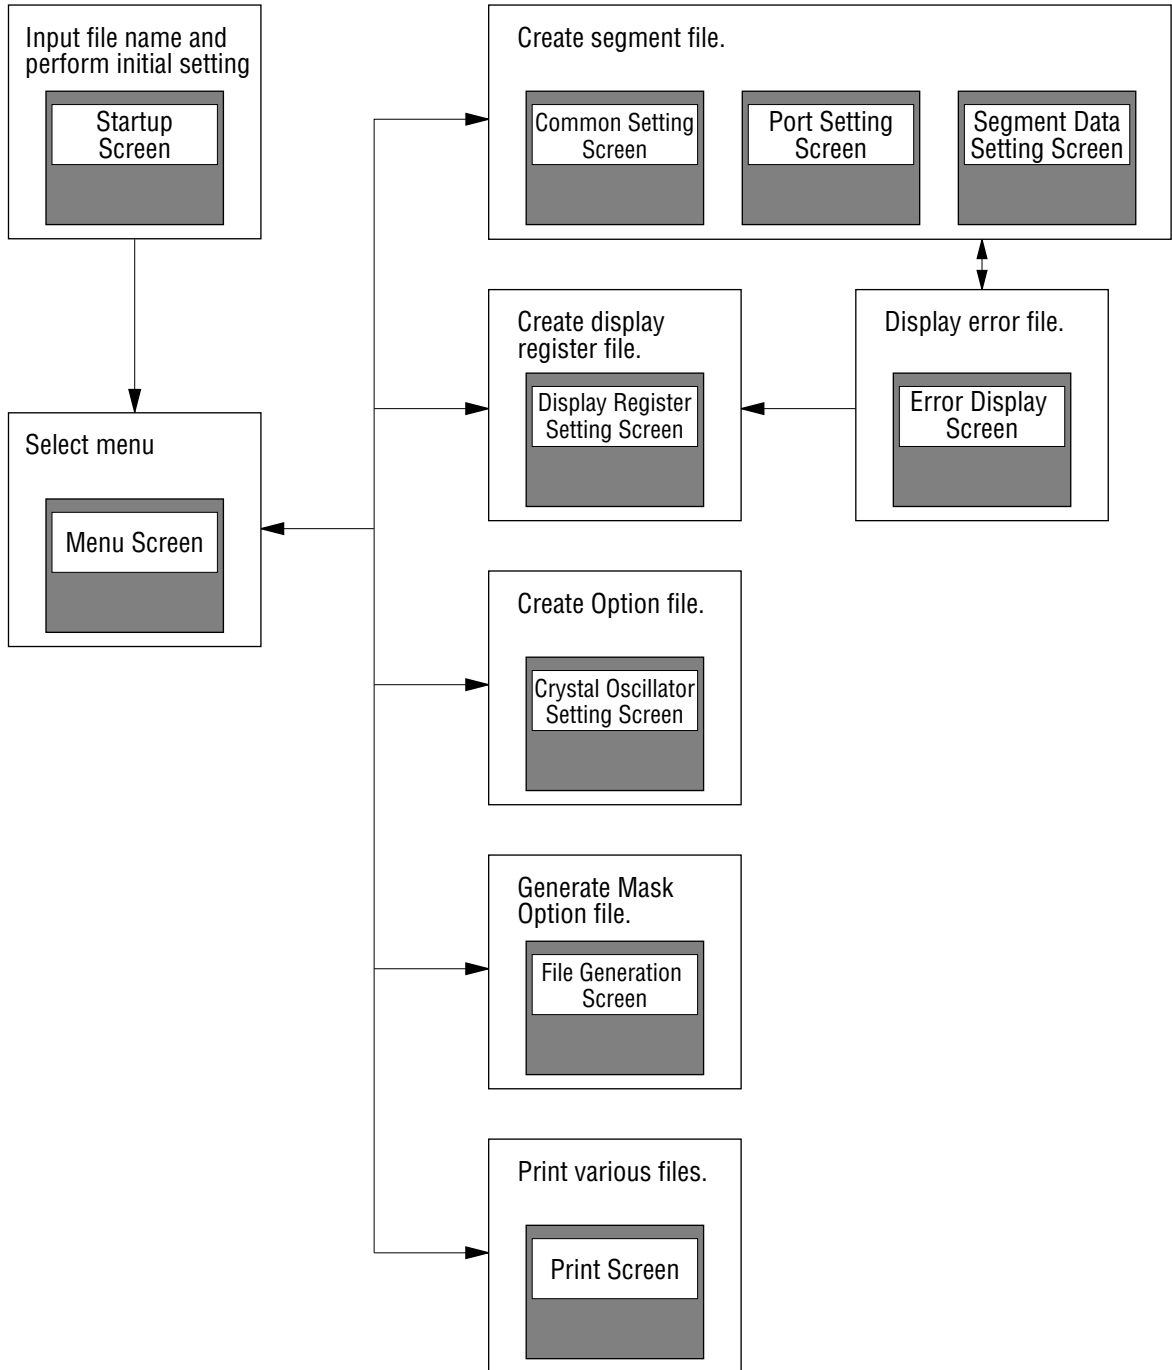 Input file name and
perform initial setting
Startup
Screen
Select menu
Menu Screen
Create segment file.
Common Setting
Screen
Port Setting
Screen
Segment Data
Setting Screen
Create display
register file.
Display Register
Setting Screen
Display error file.
Error Display
Screen
Create Option file.
Crystal Oscillator
Setting Screen
Generate Mask
Option file.
File Generation
Screen
Print various files.
Print Screen